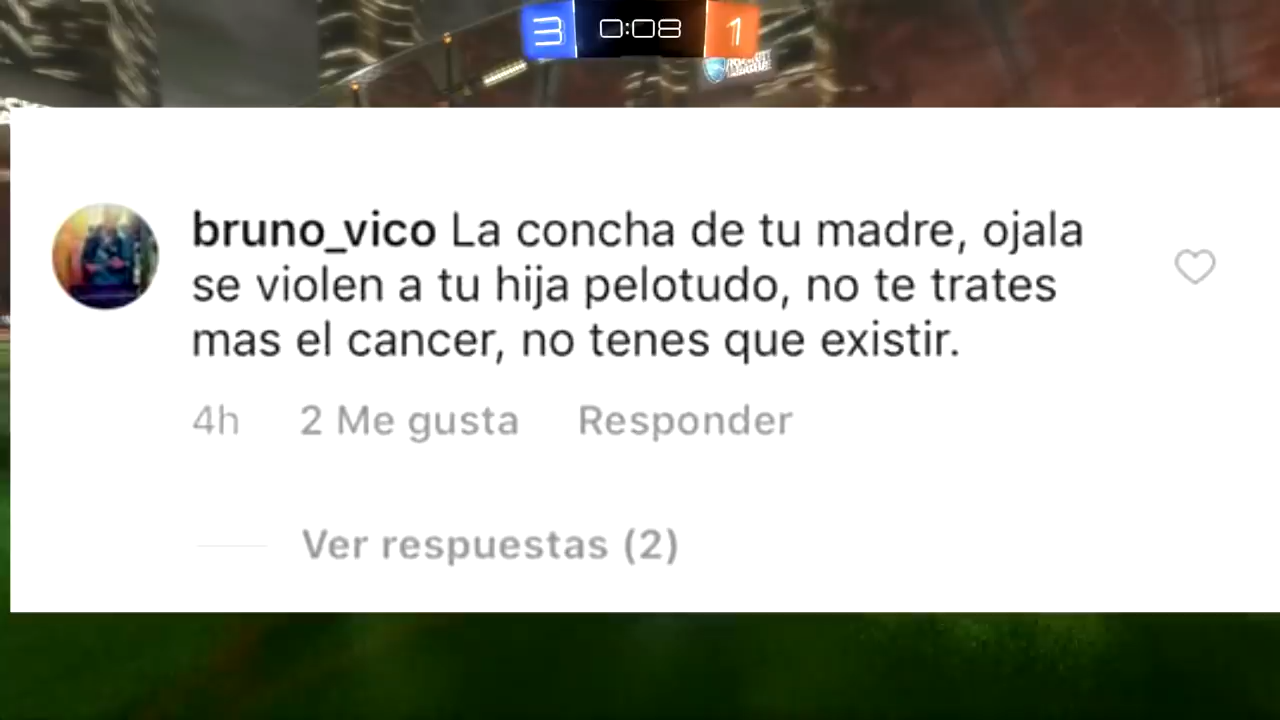 3 0:08 1
bruno_vico La concha de tu madre, ojala
se violen a tu hija pelotudo, no te trates
mas el cancer, no tenes que existir.
4h 2 Me gusta Responder
Ver respuestas (2)